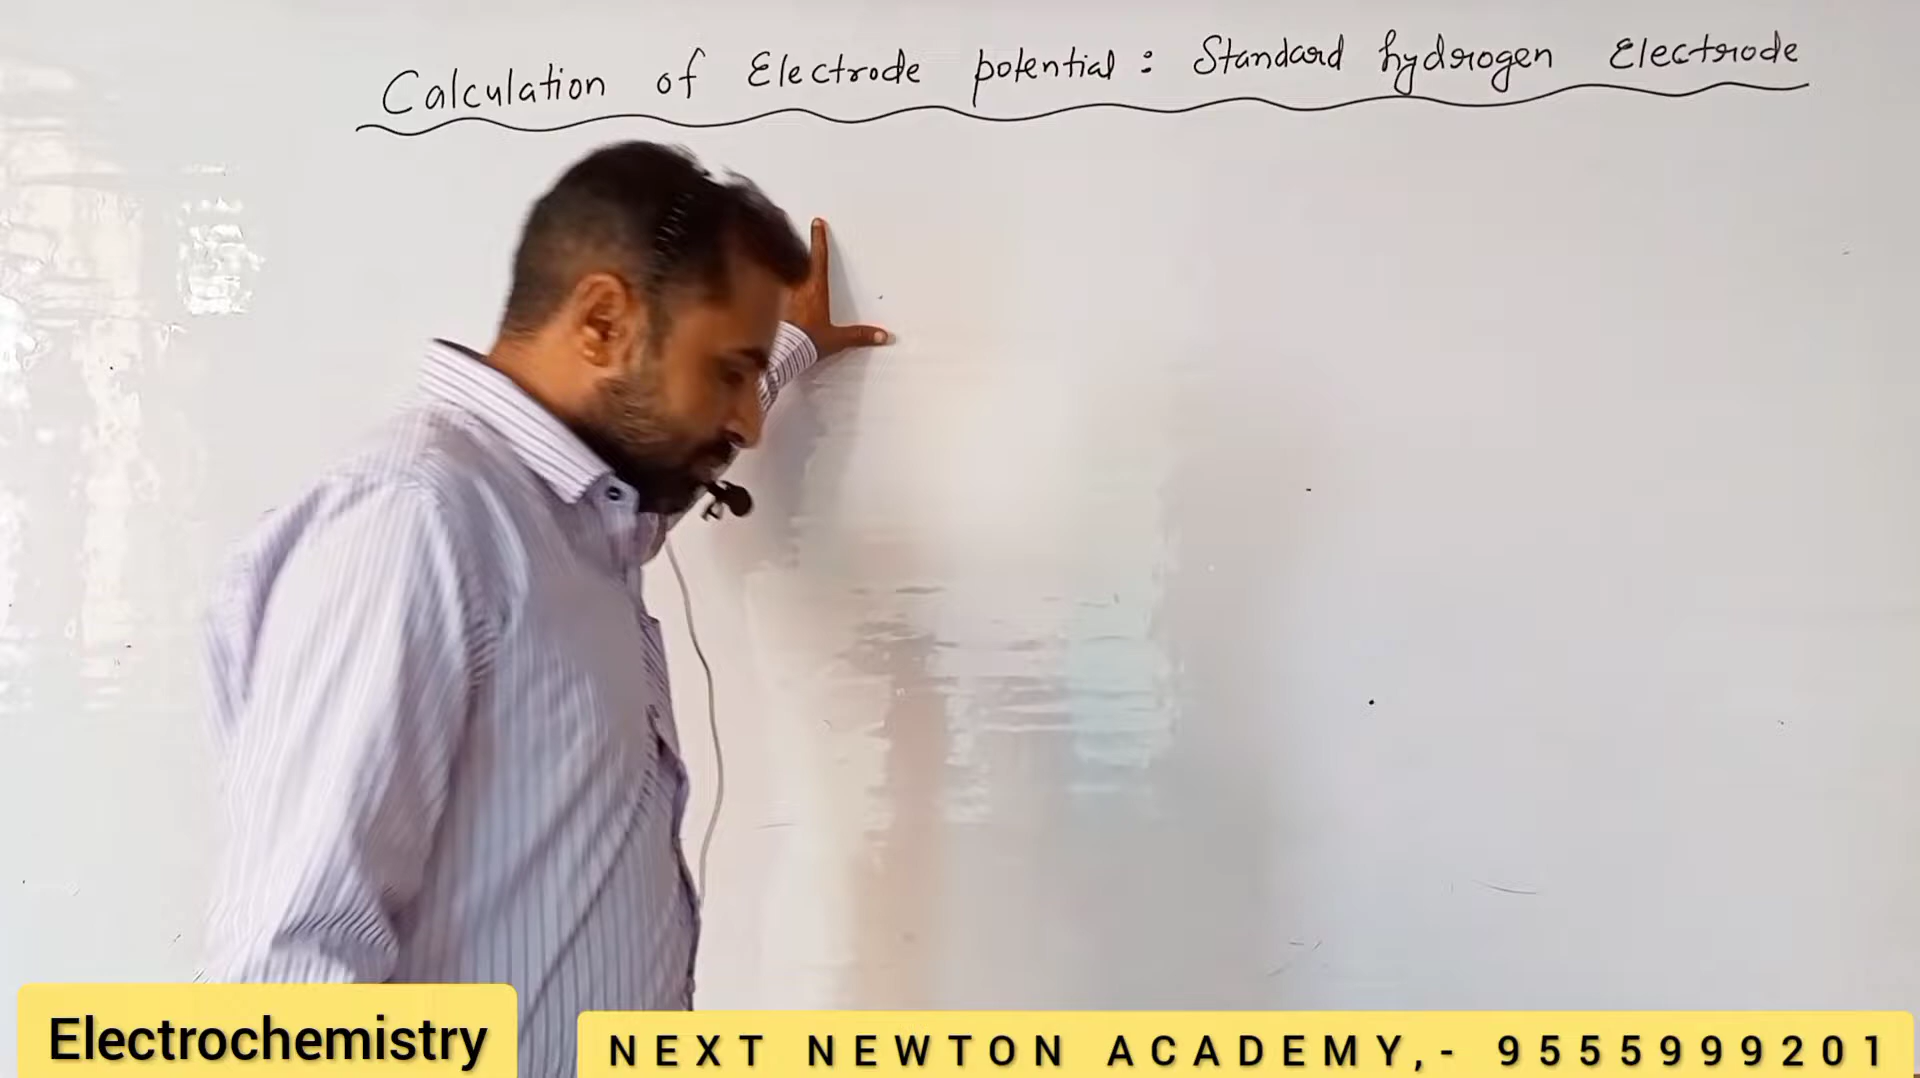 Calculation of Electrode potential : Standard hydrogen Electrode
Electrochemistry
NEXT NEWTON ACADEMY,- 9555999201